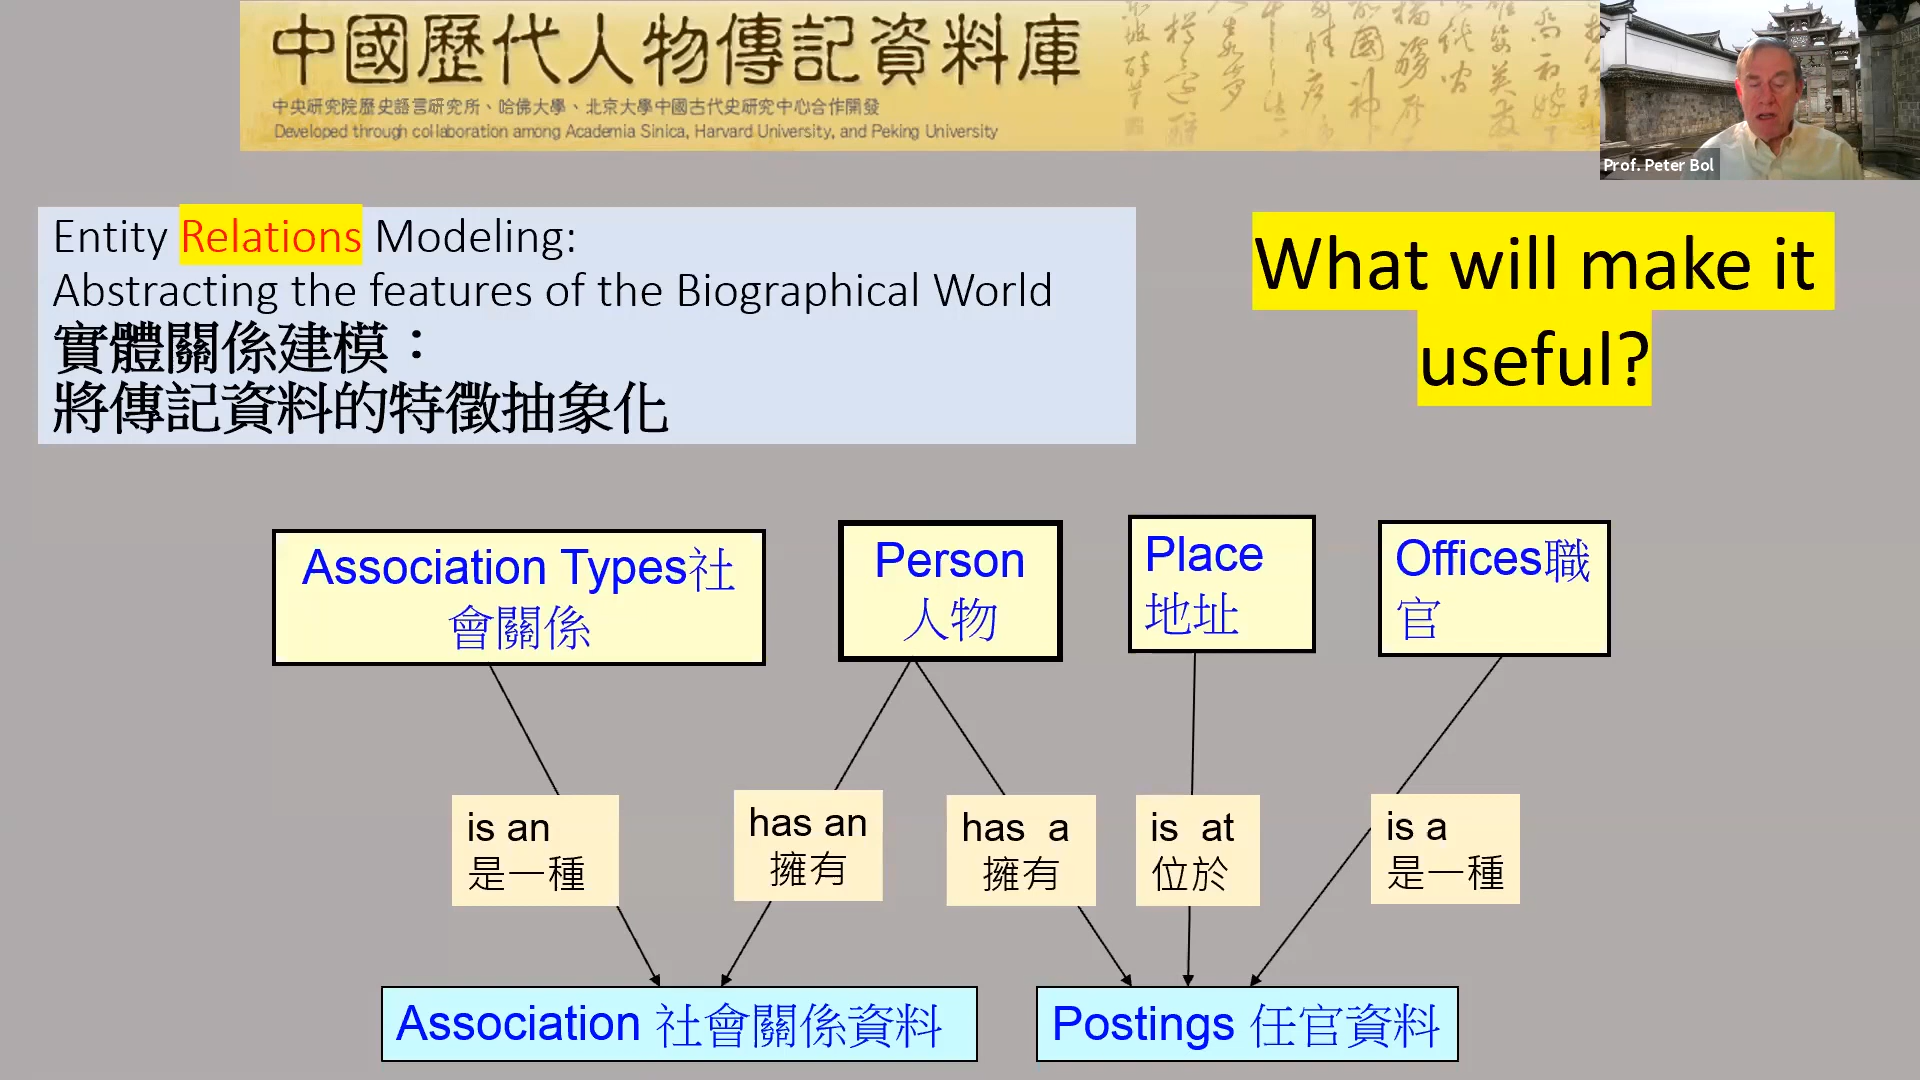 中國歷代人物傳記資料庫
中央研究院歷史語言研究所、哈佛大學、北京大學中國古代史研究中心合作開發
Developed through collaboration among Academia Sinica, Harvard University, and Peking University
Prof. Peter Bol
Entity Relations Modeling:
Abstracting the features of the Biographical World
實體關係建模：
將傳記資料的特徵抽象化
What will make it
useful?
Association Types社
會關係
Person
人物
Place
地址
Offices職
官
is an
是一種
has an
擁有
has a
擁有
is at
位於
is a
是一種
Association 社會關係資料
Postings 任官資料